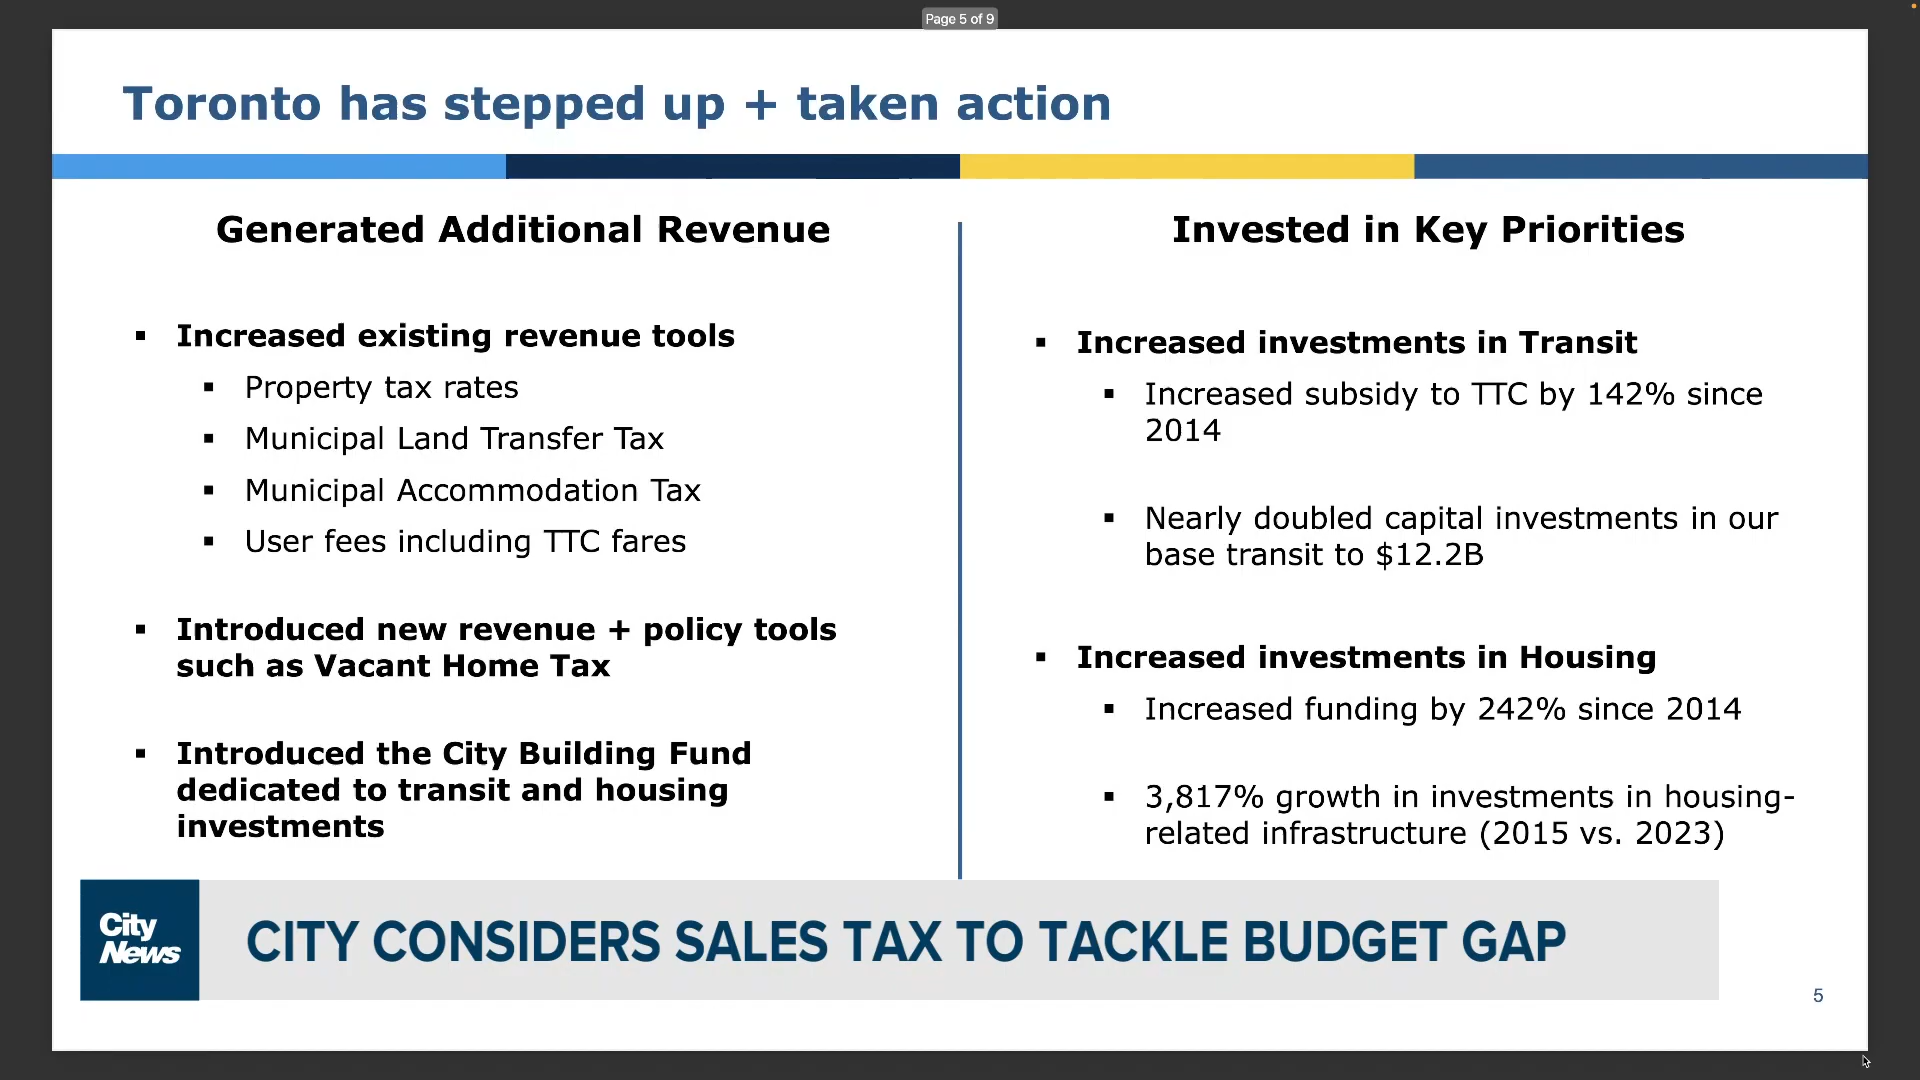 Page 5 of 9
Toronto has stepped up + taken action
Generated Additional Revenue
▪ Increased existing revenue tools
▪ Property tax rates
▪ Municipal Land Transfer Tax
▪ Municipal Accommodation Tax
▪ User fees including TTC fares
▪ Introduced new revenue + policy tools
such as Vacant Home Tax
▪ Introduced the City Building Fund
dedicated to transit and housing
investments
Invested in Key Priorities
▪ Increased investments in Transit
▪ Increased subsidy to TTC by 142% since
2014
▪ Nearly doubled capital investments in our
base transit to $12.2B
▪ Increased investments in Housing
▪ Increased funding by 242% since 2014
▪ 3,817% growth in investments in housing-
related infrastructure (2015 vs. 2023)
City
News
CITY CONSIDERS SALES TAX TO TACKLE BUDGET GAP
5